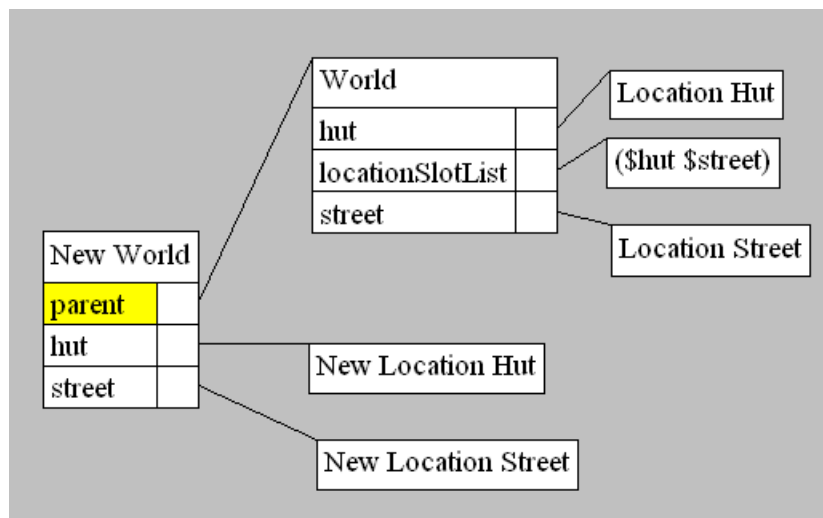 World
hut
locationSlotList
street
Location Hut
($hut $street)
Location Street
New World
parent
hut
street
New Location Hut
New Location Street